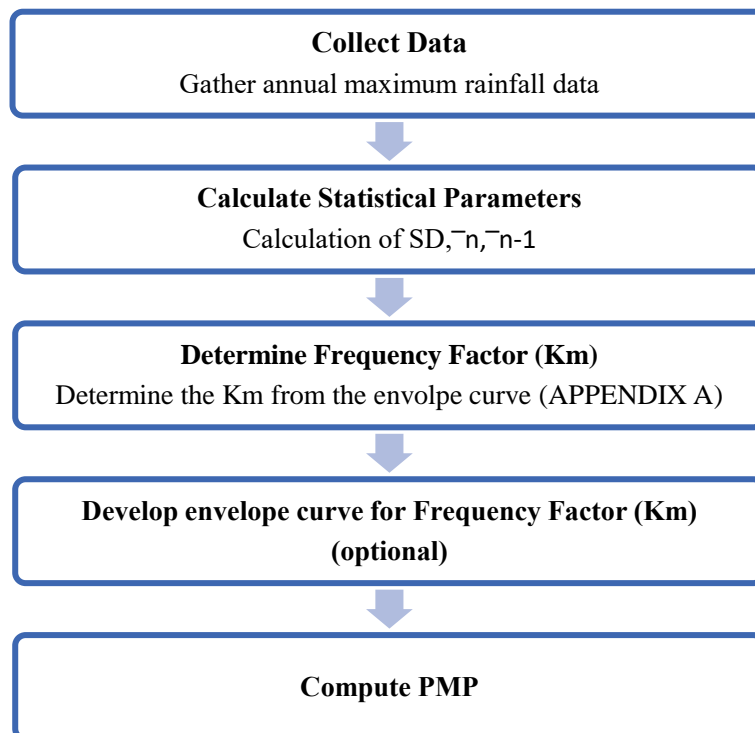 Collect Data
Gather annual maximum rainfall data
Calculate Statistical Parameters
Calculation of SD,¯n,¯n-1
Determine Frequency Factor (Km)
Determine the Km from the envolpe curve (APPENDIX A)
Develop envelope curve for Frequency Factor (Km)
(optional)
Compute PMP